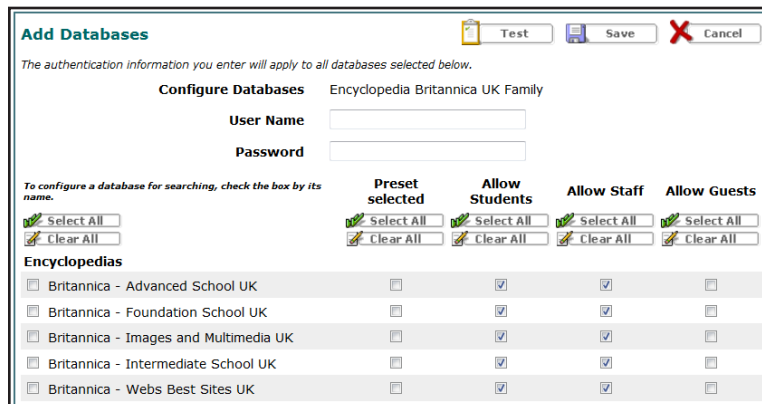 Add Databases Test Save Cancel
The authentication information you enter will apply to all databases selected below.
Configure Databases Encyclopedia Britannica UK Family
User Name
Password
To configure a database for searching, check the box by its name.
Preset selected
Allow Students
Allow Staff
Allow Guests
Select All Select All Select All Select All Select All
Clear All Clear All Clear All Clear All Clear All
Encyclopedias
Britannica - Advanced School UK
Britannica - Foundation School UK
Britannica - Images and Multimedia UK
Britannica - Intermediate School UK
Britannica - Webs Best Sites UK